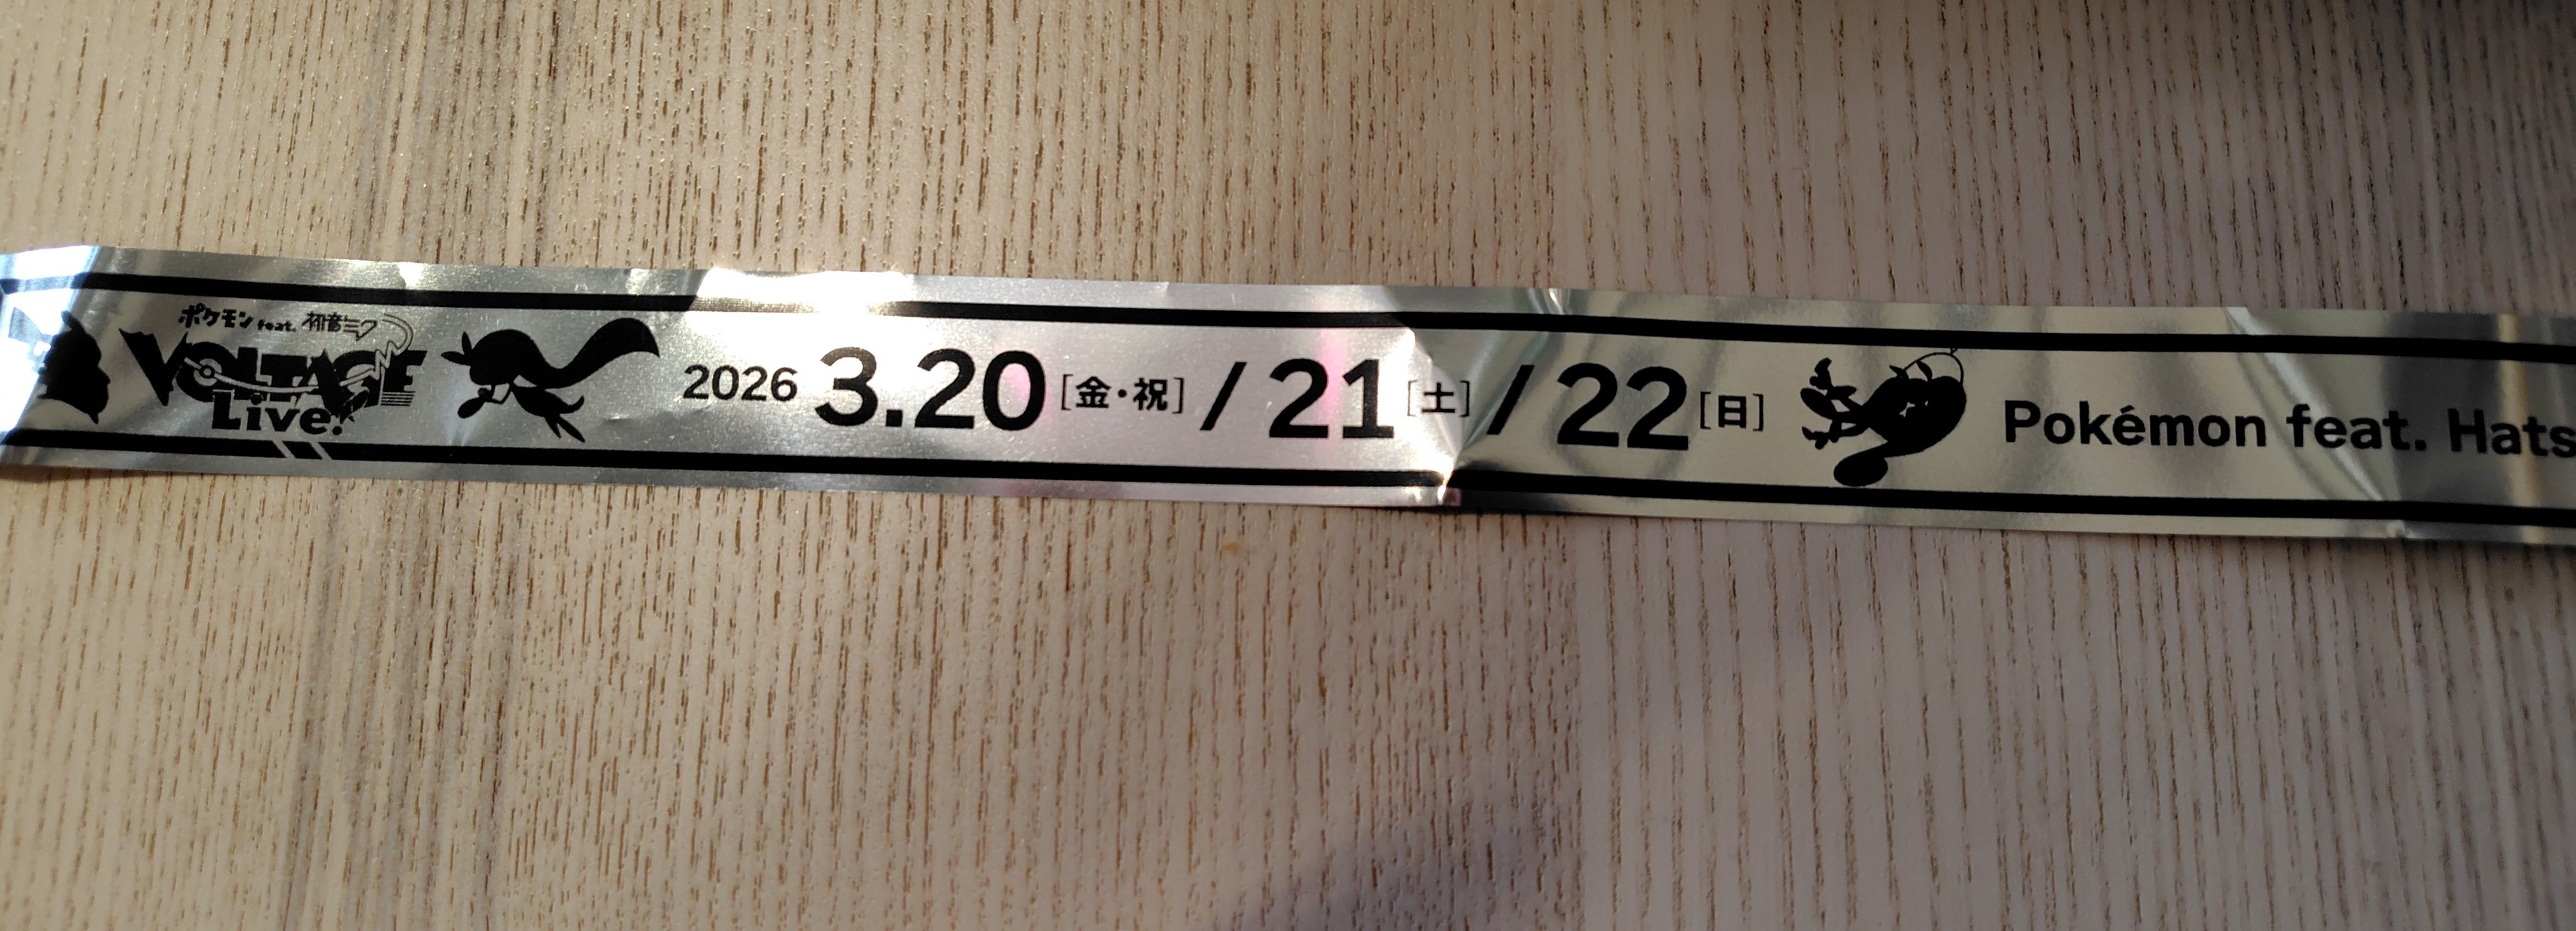 ポケモン feat. 初音ミク
VOLTAGE
Live!
2026 3.20 [金・祝] / 21 [土] / 22 [日]
Pokémon feat. Hats